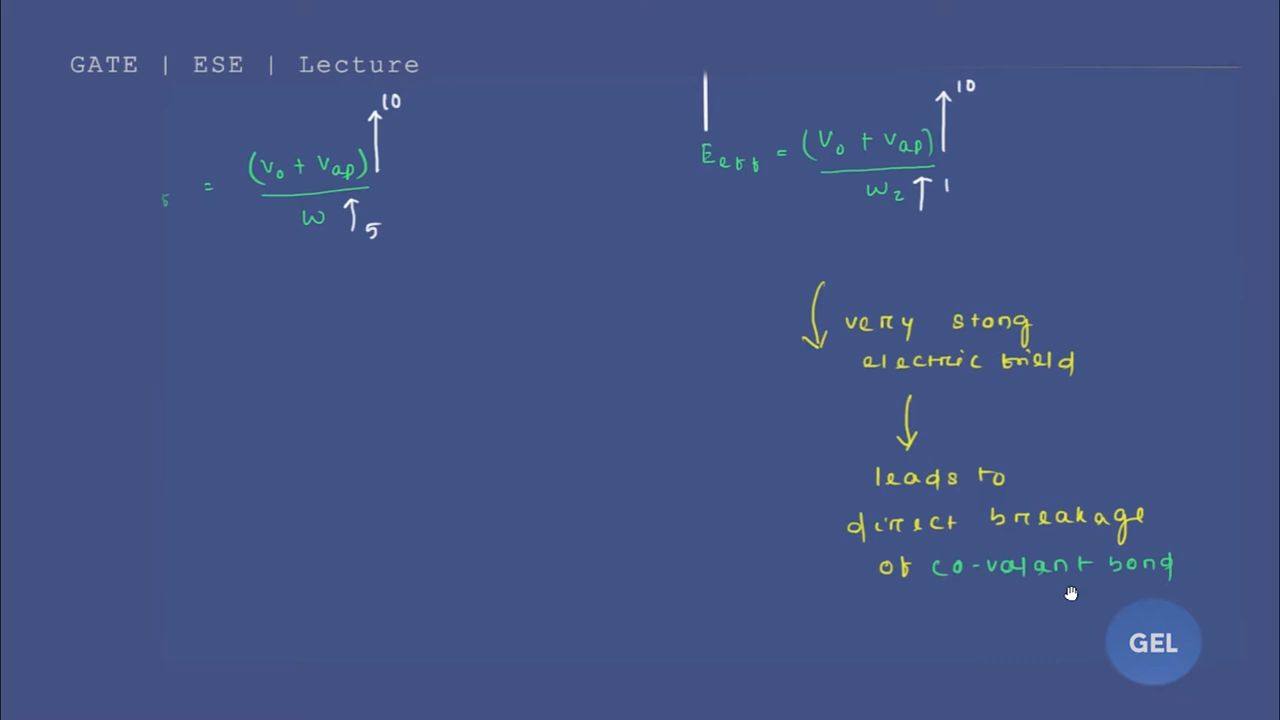 GATE | ESE | Lecture
= (V₀ + Vap) ↑ 10
W ↑ 5
Eeff = (V₀ + Vap) ↑ 10
W₂ ↑ 1
very stong
electric field
leads to
direct breakage
of co-valant bond
GEL